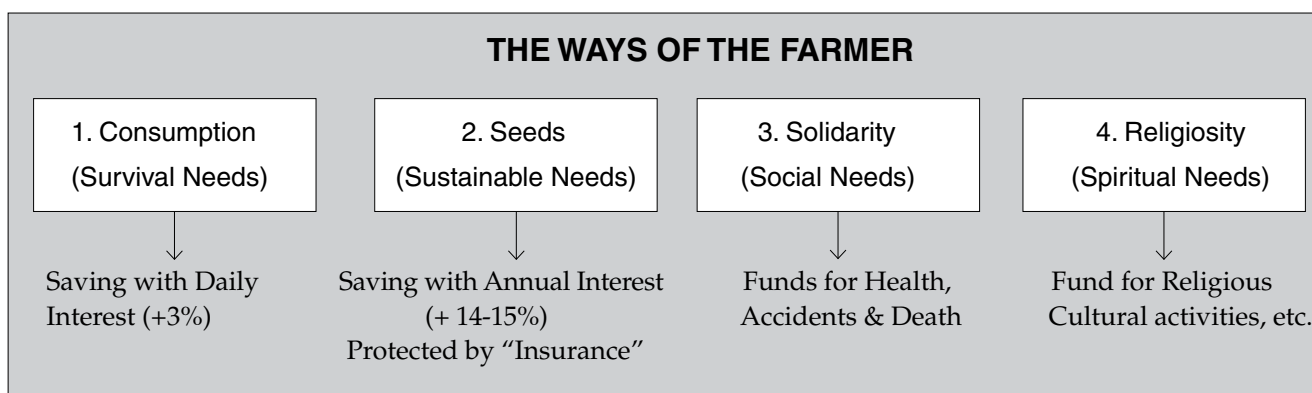 THE WAYS OF THE FARMER
1. Consumption
(Survival Needs)
2. Seeds
(Sustainable Needs)
3. Solidarity
(Social Needs)
4. Religiosity
(Spiritual Needs)
Saving with Daily
Interest (+3%)
Saving with Annual Interest
(+ 14-15%)
Protected by “Insurance”
Funds for Health,
Accidents & Death
Fund for Religious
Cultural activities, etc.